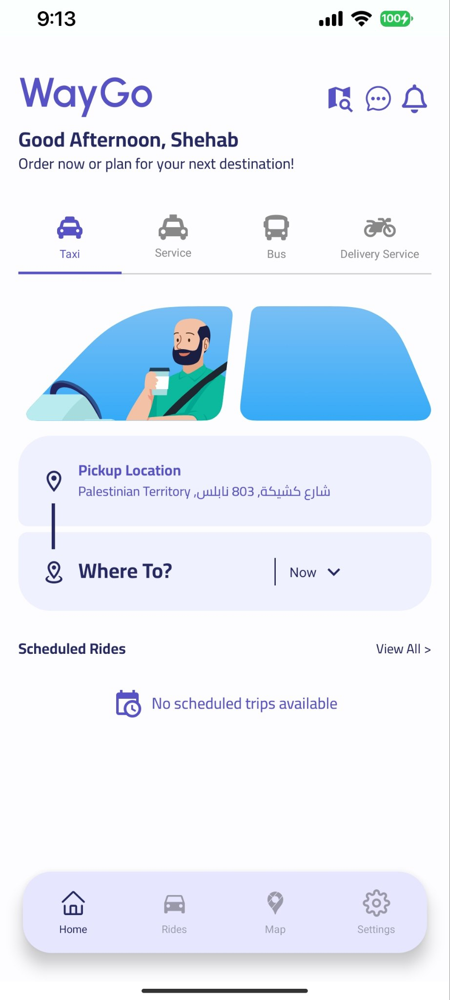 9:13
100
WayGo
Good Afternoon, Shehab
Order now or plan for your next destination!
Taxi
Service
Bus
Delivery Service
Pickup Location
شارع كشيكة, 803 نابلس, Palestinian Territory
Where To?
Now
Scheduled Rides
View All >
No scheduled trips available
Home
Rides
Map
Settings